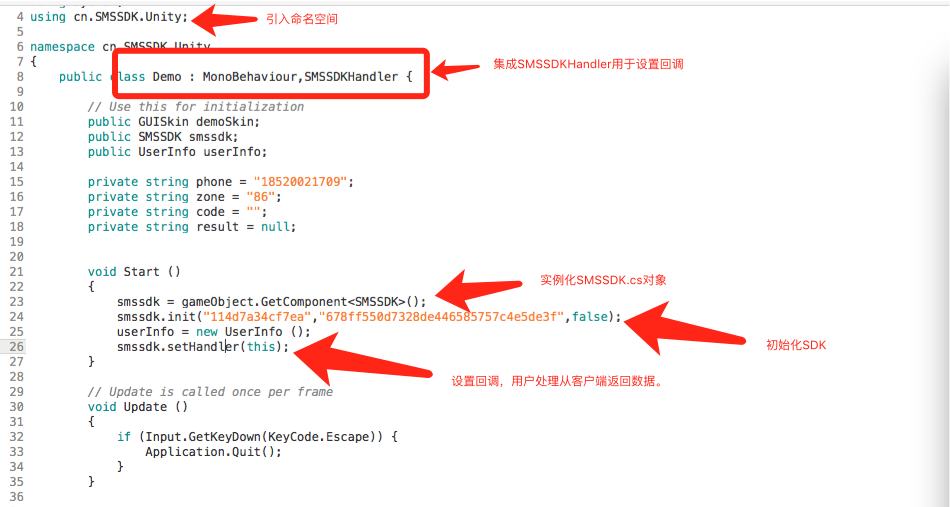 4 using cn.SMSSDK.Unity; 引入命名空间
5
6 namespace cn.SMSSDK.Unity
7 {
8 public class Demo : MonoBehaviour,SMSSDKHandler { 集成SMSSDKHandler用于设置回调
9
10 // Use this for initialization
11 public GUISkin demoSkin;
12 public SMSSDK smssdk;
13 public UserInfo userInfo;
14
15 private string phone = "18520021709";
16 private string zone = "86";
17 private string code = "";
18 private string result = null;
19
20
21 void Start ()
22 { 实例化SMSSDK.cs对象
23 smssdk = gameObject.GetComponent<SMSSDK>();
24 smssdk.init("114d7a34cf7ea","678ff550d7328de446585757c4e5de3f",false);
25 userInfo = new UserInfo (); 初始化SDK
26 smssdk.setHandler(this);
27 }
28 设置回调，用户处理从客户端返回数据。
29 // Update is called once per frame
30 void Update ()
31 {
32 if (Input.GetKeyDown(KeyCode.Escape)) {
33 Application.Quit();
34 }
35 }
36